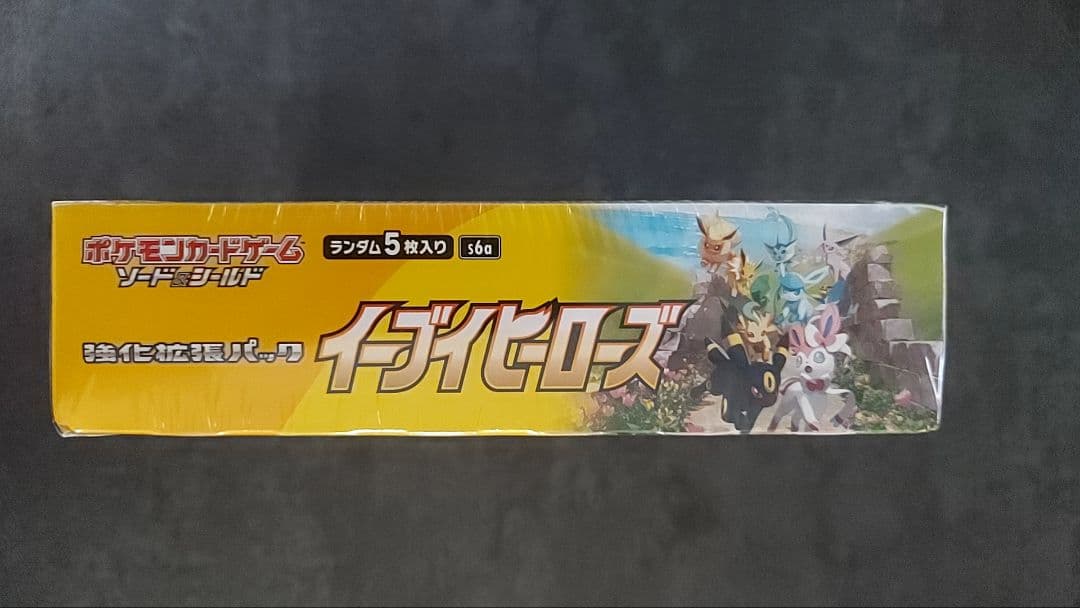 ポケモンカードゲーム
ソード&シールド
ランダム5枚入り
s6a
強化拡張パック
イーブイヒーローズ